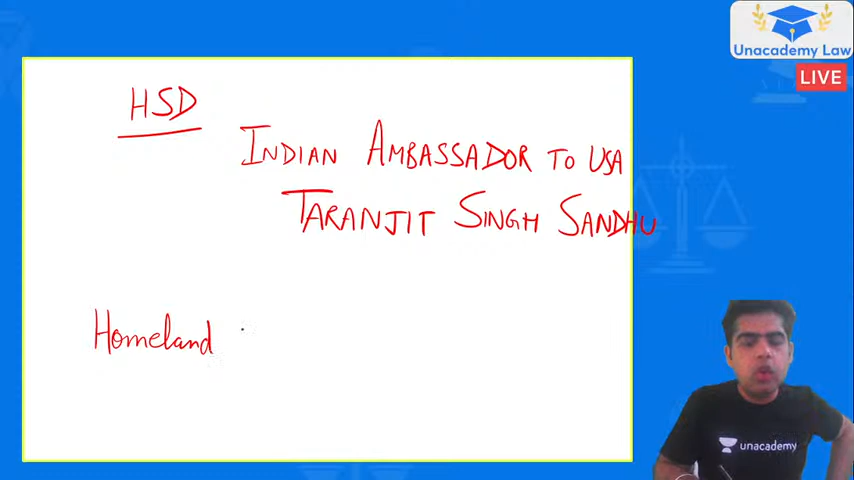 Unacademy Law
LIVE
HSD
INDIAN AMBASSADOR TO USA
TARANJIT SINGH SANDHU
Homeland
unacademy